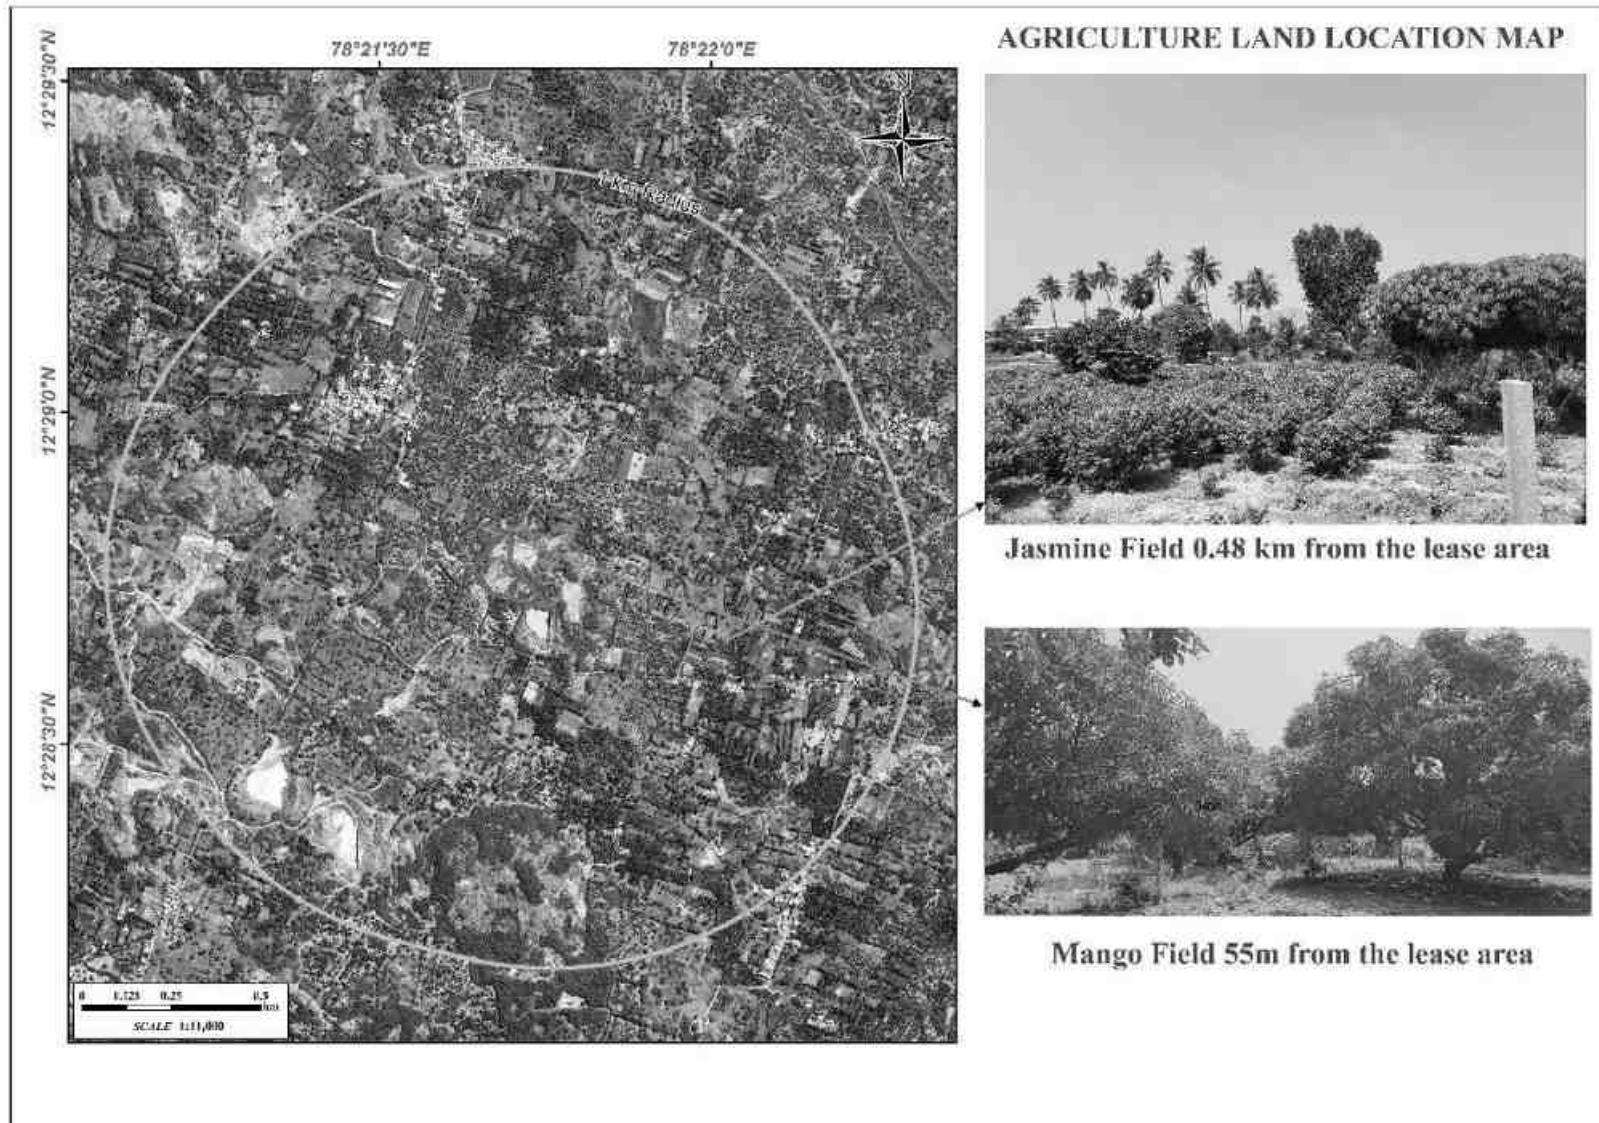 AGRICULTURE LAND LOCATION MAP
78°21'30"E
78°22'0"E
12°29'30"N
12°29'0"N
12°28'30"N
1 km radius
Jasmine Field 0.48 km from the lease area
Mango Field 55m from the lease area
0 0.125 0.25 0.5
km
SCALE 1:11,000